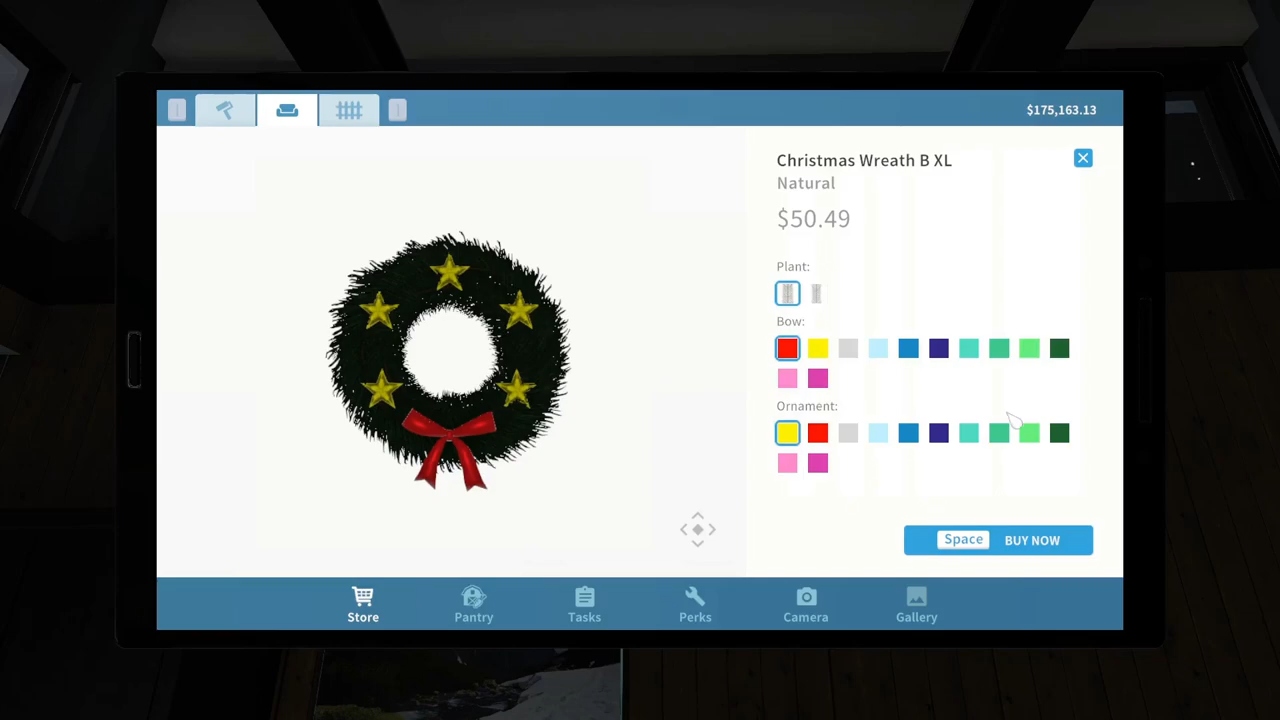 $175,163.13
Christmas Wreath B XL
Natural
$50.49
Plant:
Bow:
Ornament:
Space BUY NOW
Store Pantry Tasks Perks Camera Gallery